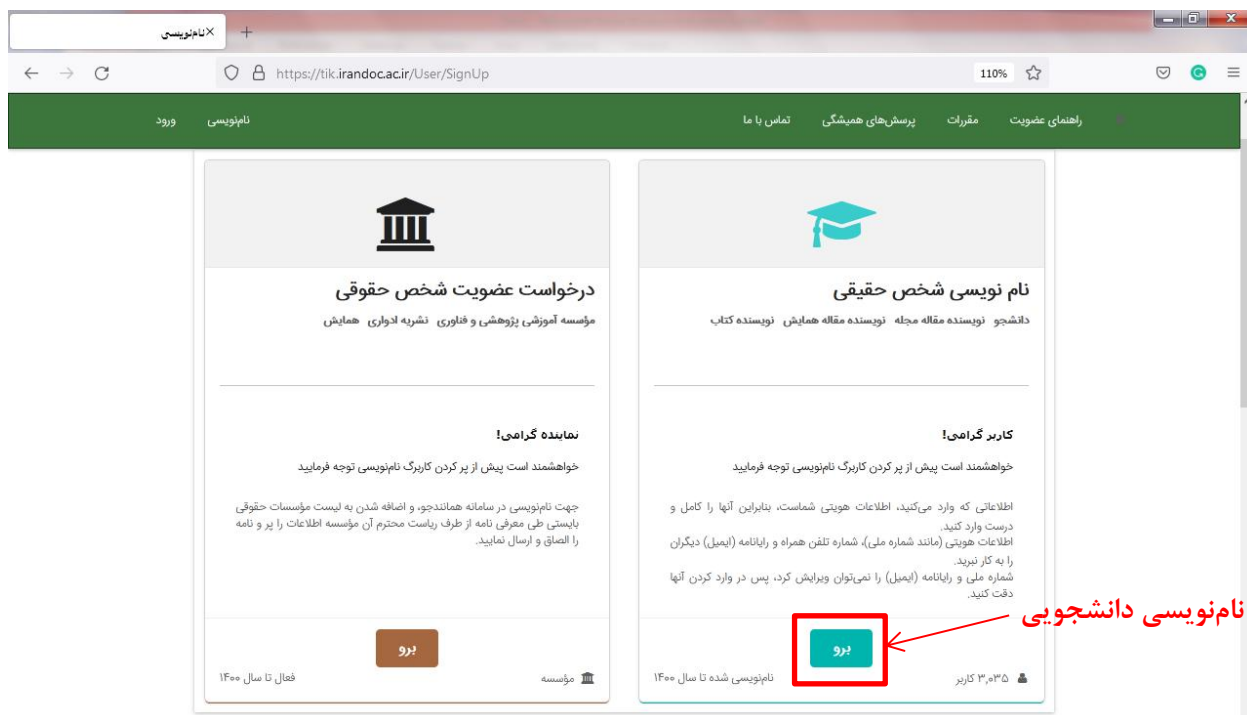 نام‌نویسی
https://tik.irandoc.ac.ir/User/SignUp
110%
راهنمای عضویت مقررات پرسش‌های همیشگی تماس با ما
نام‌نویسی ورود
نام نویسی شخص حقیقی
دانشجو نویسنده مقاله مجله نویسنده مقاله همایش نویسنده کتاب
کاربر گرامی!
خواهشمند است پیش از پر کردن کاربرگ نام‌نویسی توجه فرمایید
اطلاعاتی که وارد می‌کنید، اطلاعات هویتی شماست، بنابراین آنها را کامل و
درست وارد کنید.
اطلاعات هویتی (مانند شماره ملی)، شماره تلفن همراه و رایانامه (ایمیل) دیگران
را به کار نبرید.
شماره ملی و رایانامه (ایمیل) را نمی‌توان ویرایش کرد، پس در وارد کردن آنها
دقت کنید.
برو
نام‌نویسی دانشجویی
۳,۰۳۵ کاربر
نام‌نویسی شده تا سال ۱۴۰۰
درخواست عضویت شخص حقوقی
مؤسسه آموزشی پژوهشی و فناوری نشریه ادواری همایش
نماینده گرامی!
خواهشمند است پیش از پر کردن کاربرگ نام‌نویسی توجه فرمایید
جهت نام‌نویسی در سامانه همانندجو، و اضافه شدن به لیست مؤسسات حقوقی
بایستی طی معرفی نامه از طرف ریاست محترم آن مؤسسه اطلاعات را پر و نامه
را الصاق و ارسال نمایید.
برو
مؤسسه
فعال تا سال ۱۴۰۰